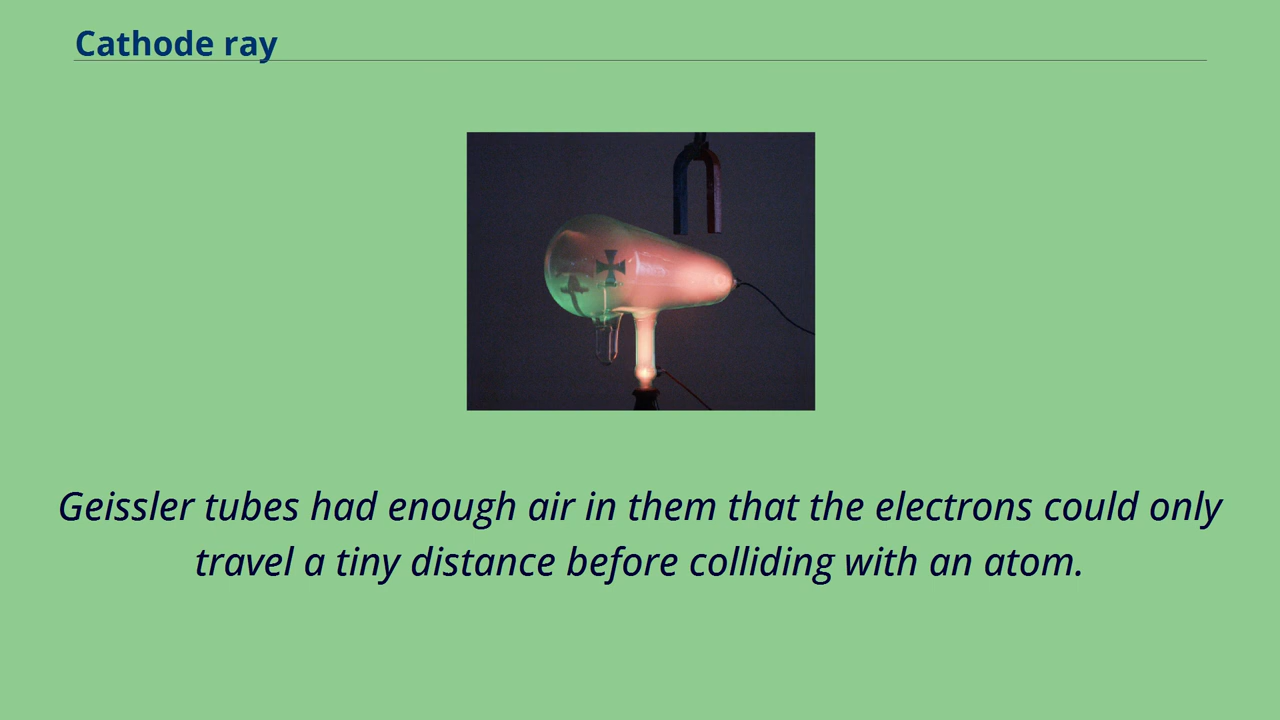 Cathode ray
Geissler tubes had enough air in them that the electrons could only
travel a tiny distance before colliding with an atom.